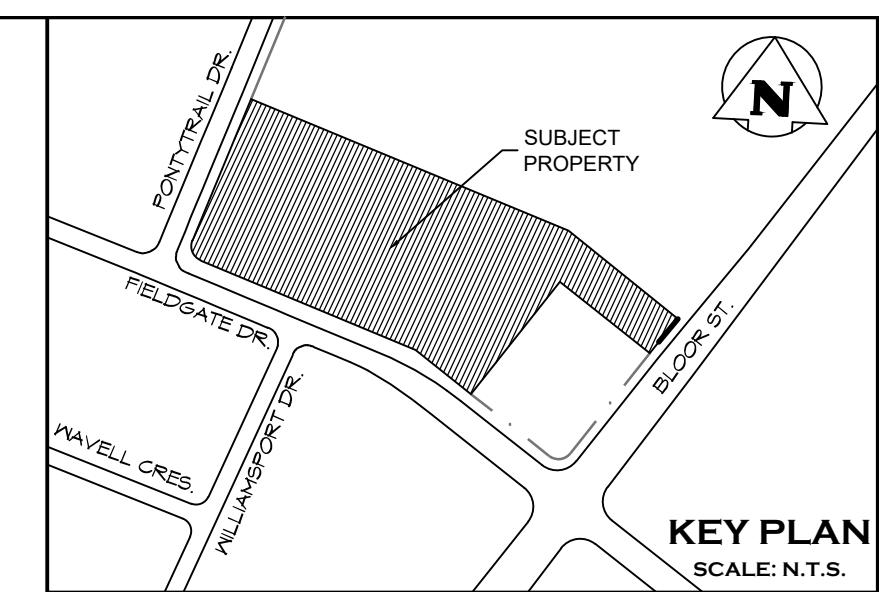 PONTYTRAIL DR.
N
SUBJECT
PROPERTY
FIELDGATE DR.
BLOOR ST.
WAVELL CRES.
WILLIAMSPORT DR.
KEY PLAN
SCALE: N.T.S.